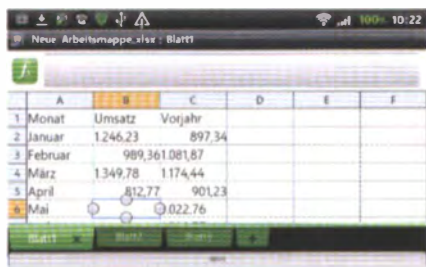 100% 10:22
Neue Arbeitsmappe.xlsx : Blatt1
A B C D E F
1 Monat Umsatz Vorjahr
2 Januar 1.246,23 897,34
3 Februar 989,36 1.081,87
4 März 1.349,78 1.174,44
5 April 812,77 901,23
6 Mai .022,76
Blatt1 × Blatt2 +